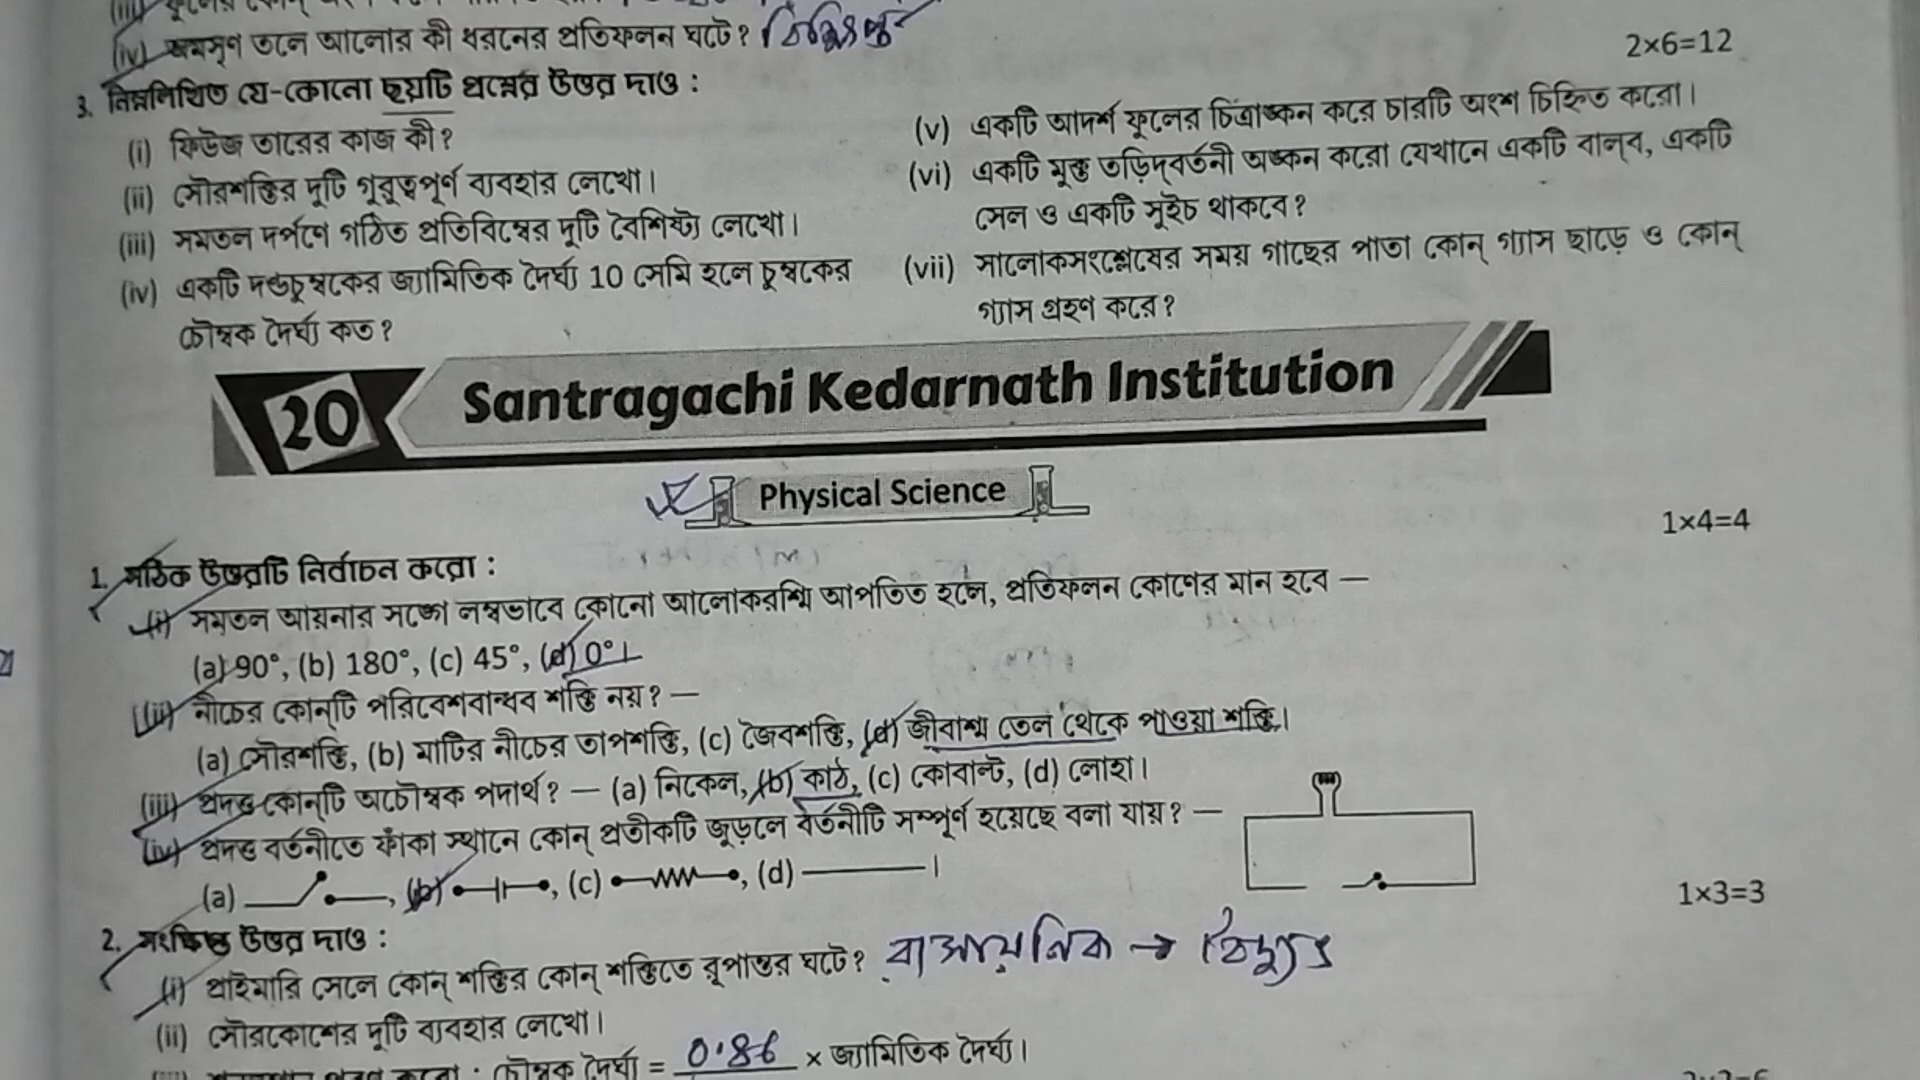 (iv) অমসৃণ তলে আলোর কী ধরনের প্রতিফলন ঘটে? বিক্ষিপ্ত
3. নিম্নলিখিত যে-কোনো ছয়টি প্রশ্নের উত্তর দাও : 2×6=12
(i) ফিউজ তারের কাজ কী?
(ii) সৌরশক্তির দুটি গুরুত্বপূর্ণ ব্যবহার লেখো।
(iii) সমতল দর্পণে গঠিত প্রতিবিম্বের দুটি বৈশিষ্ট্য লেখো।
(iv) একটি দণ্ডচুম্বকের জ্যামিতিক দৈর্ঘ্য 10 সেমি হলে চুম্বকের
চৌম্বক দৈর্ঘ্য কত?
(v) একটি আদর্শ ফুলের চিত্রাঙ্কন করে চারটি অংশ চিহ্নিত করো।
(vi) একটি মুক্ত তড়িদ্‌বর্তনী অঙ্কন করো যেখানে একটি বাল্‌ব, একটি
সেল ও একটি সুইচ থাকবে?
(vii) সালোকসংশ্লেষের সময় গাছের পাতা কোন্ গ্যাস ছাড়ে ও কোন্
গ্যাস গ্রহণ করে?
20 Santragachi Kedarnath Institution
Physical Science
1. সঠিক উত্তরটি নির্বাচন করো : 1×4=4
(i) সমতল আয়নার সঙ্গে লম্বভাবে কোনো আলোকরশ্মি আপতিত হলে, প্রতিফলন কোণের মান হবে —
(a) 90°, (b) 180°, (c) 45°, (d) 0°।
(ii) নীচের কোন্‌টি পরিবেশবান্ধব শক্তি নয়? —
(a) সৌরশক্তি, (b) মাটির নীচের তাপশক্তি, (c) জৈবশক্তি, (d) জীবাশ্ম তেল থেকে পাওয়া শক্তি।
(iii) প্রদত্ত কোন্‌টি অচৌম্বক পদার্থ? — (a) নিকেল, (b) কাঠ, (c) কোবাল্ট, (d) লোহা।
(iv) প্রদত্ত বর্তনীতে ফাঁকা স্থানে কোন্ প্রতীকটি জুড়লে বর্তনীটি সম্পূর্ণ হয়েছে বলা যায়? —
(a) , (b) , (c) , (d) ।
2. সংক্ষিপ্ত উত্তর দাও : 1×3=3
(i) প্রাইমারি সেলে কোন্ শক্তির কোন্ শক্তিতে রূপান্তর ঘটে? রাসায়নিক → বিদ্যুৎ
(ii) সৌরকোশের দুটি ব্যবহার লেখো।
চৌম্বক দৈর্ঘ্য = 0.86 × জ্যামিতিক দৈর্ঘ্য।